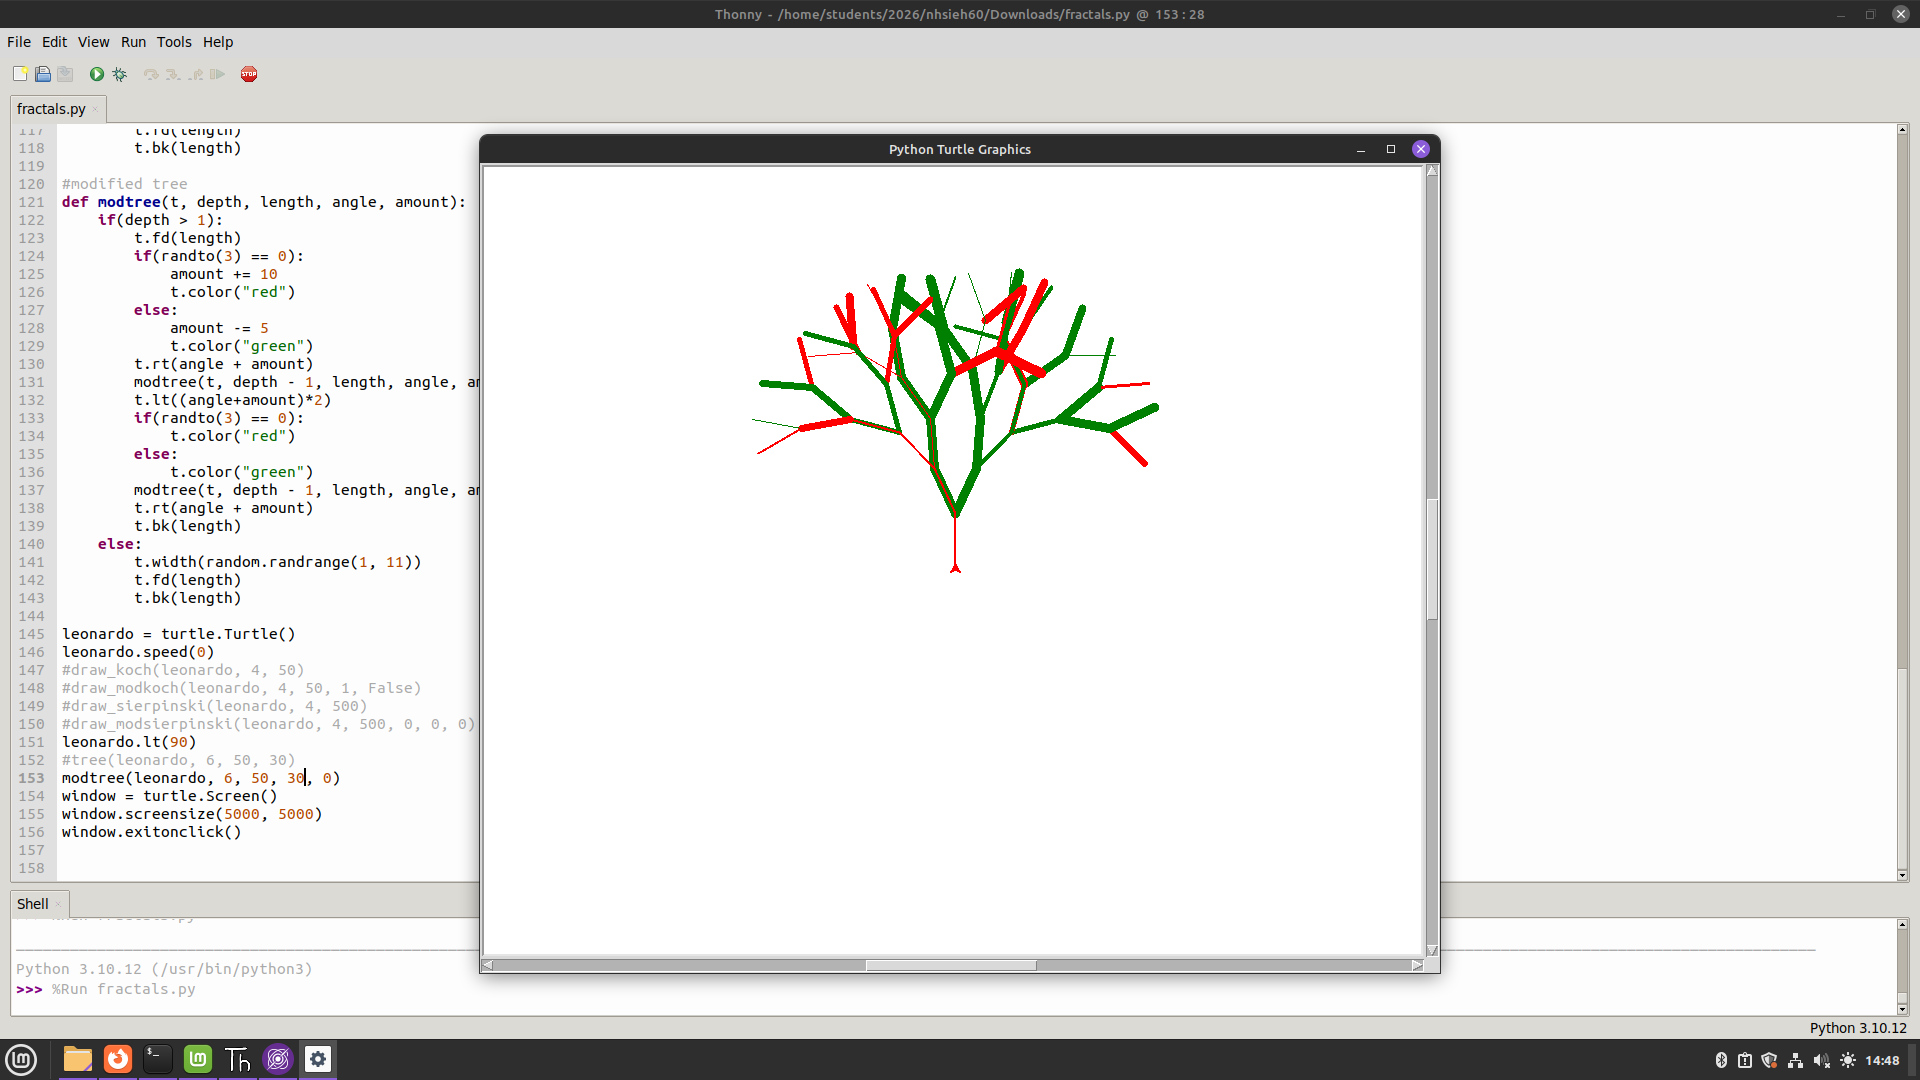 Thonny - /home/students/2026/nhsieh60/Downloads/fractals.py @ 153 : 28
File Edit View Run Tools Help
STOP
fractals.py
117 t.fd(length)
118 t.bk(length)
119
120 #modified tree
121 def modtree(t, depth, length, angle, amount):
122 if(depth > 1):
123 t.fd(length)
124 if(randto(3) == 0):
125 amount += 10
126 t.color("red")
127 else:
128 amount -= 5
129 t.color("green")
130 t.rt(angle + amount)
131 modtree(t, depth - 1, length, angle, am
132 t.lt((angle+amount)*2)
133 if(randto(3) == 0):
134 t.color("red")
135 else:
136 t.color("green")
137 modtree(t, depth - 1, length, angle, am
138 t.rt(angle + amount)
139 t.bk(length)
140 else:
141 t.width(random.randrange(1, 11))
142 t.fd(length)
143 t.bk(length)
144
145 leonardo = turtle.Turtle()
146 leonardo.speed(0)
147 #draw_koch(leonardo, 4, 50)
148 #draw_modkoch(leonardo, 4, 50, 1, False)
149 #draw_sierpinski(leonardo, 4, 500)
150 #draw_modsierpinski(leonardo, 4, 500, 0, 0, 0)
151 leonardo.lt(90)
152 #tree(leonardo, 6, 50, 30)
153 modtree(leonardo, 6, 50, 30, 0)
154 window = turtle.Screen()
155 window.screensize(5000, 5000)
156 window.exitonclick()
157
158
Python Turtle Graphics
Shell
Python 3.10.12 (/usr/bin/python3)
>>> %Run fractals.py
Python 3.10.12
Th
14:48